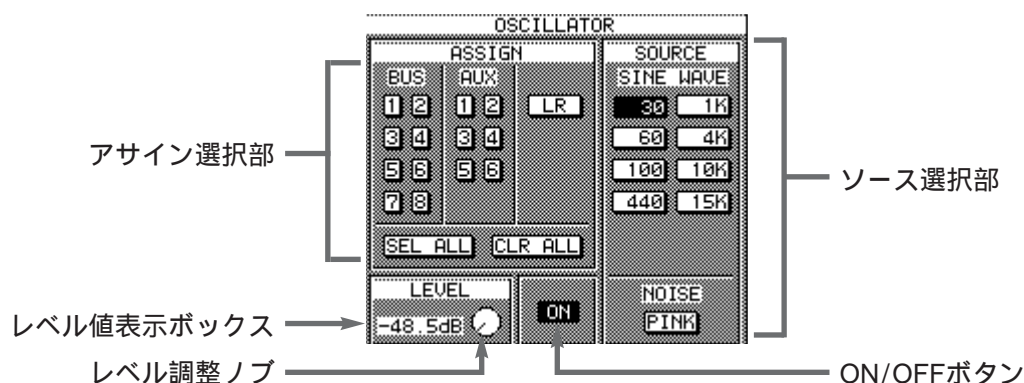 OSCILLATOR
ASSIGN
BUS AUX
1 2 1 2 LR
3 4 3 4
5 6 5 6
7 8
SEL ALL CLR ALL
SOURCE
SINE WAVE
30 1K
60 4K
100 10K
440 15K
NOISE
PINK
LEVEL
-48.5dB
ON
アサイン選択部
ソース選択部
レベル値表示ボックス
レベル調整ノブ
ON/OFFボタン